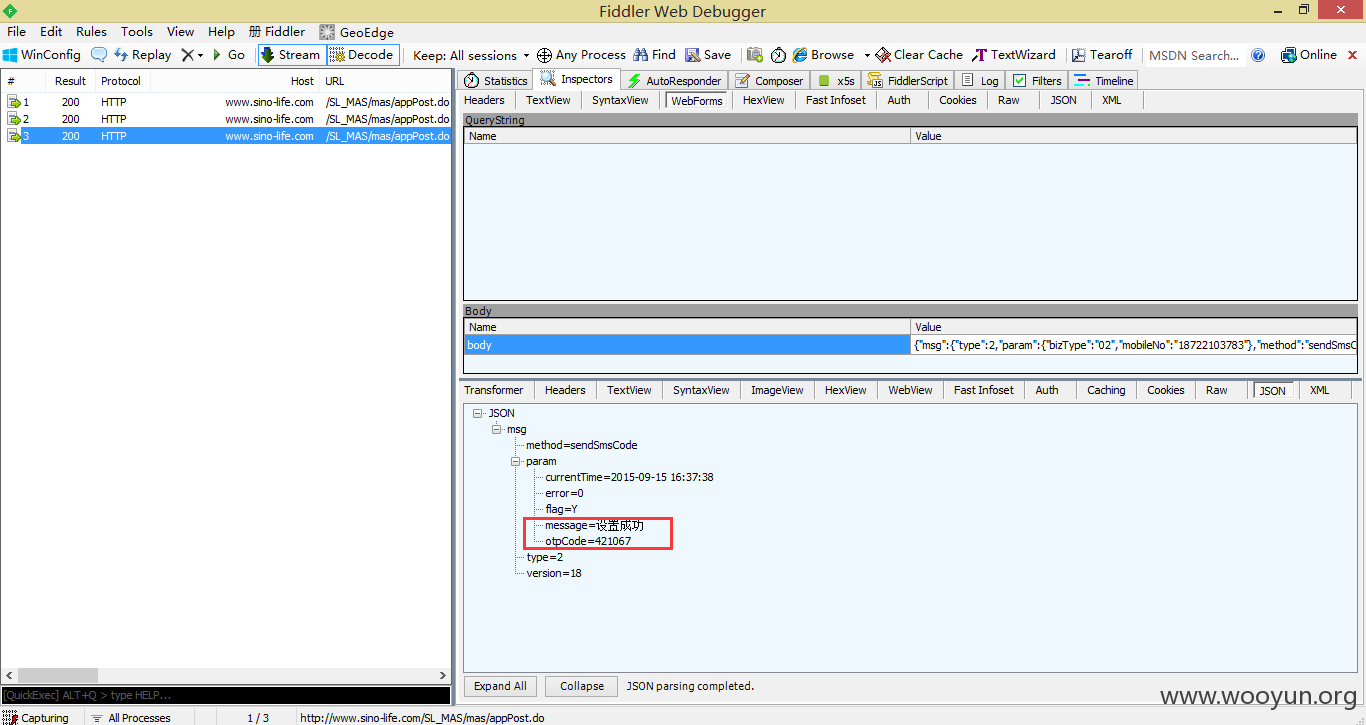 Fiddler Web Debugger
File Edit Rules Tools View Help Fiddler GeoEdge
WinConfig Replay Go Stream Decode Keep: All sessions Any Process Find Save Browse Clear Cache TextWizard Tearoff MSDN Search... Online
# Result Protocol Host URL
1 200 HTTP www.sino-life.com /SL_MAS/mas/appPost.do
2 200 HTTP www.sino-life.com /SL_MAS/mas/appPost.do
3 200 HTTP www.sino-life.com /SL_MAS/mas/appPost.do
Statistics Inspectors AutoResponder Composer x5s FiddlerScript Log Filters Timeline
Headers TextView SyntaxView WebForms HexView Fast Infoset Auth Cookies Raw JSON XML
QueryString
Name Value
Body
Name Value
body {"msg":{"type":2,"param":{"bizType":"02","mobileNo":"18722103783"},"method":"sendSmsC
Transformer Headers TextView SyntaxView ImageView HexView WebView Fast Infoset Auth Caching Cookies Raw JSON XML
JSON
msg
method=sendSmsCode
param
currentTime=2015-09-15 16:37:38
error=0
flag=Y
message=设置成功
otpCode=421067
type=2
version=18
Expand All Collapse JSON parsing completed.
[QuickExec] ALT+Q > type HELP...
www.wooyun.org
Capturing All Processes 1 / 3 http://www.sino-life.com/SL_MAS/mas/appPost.do